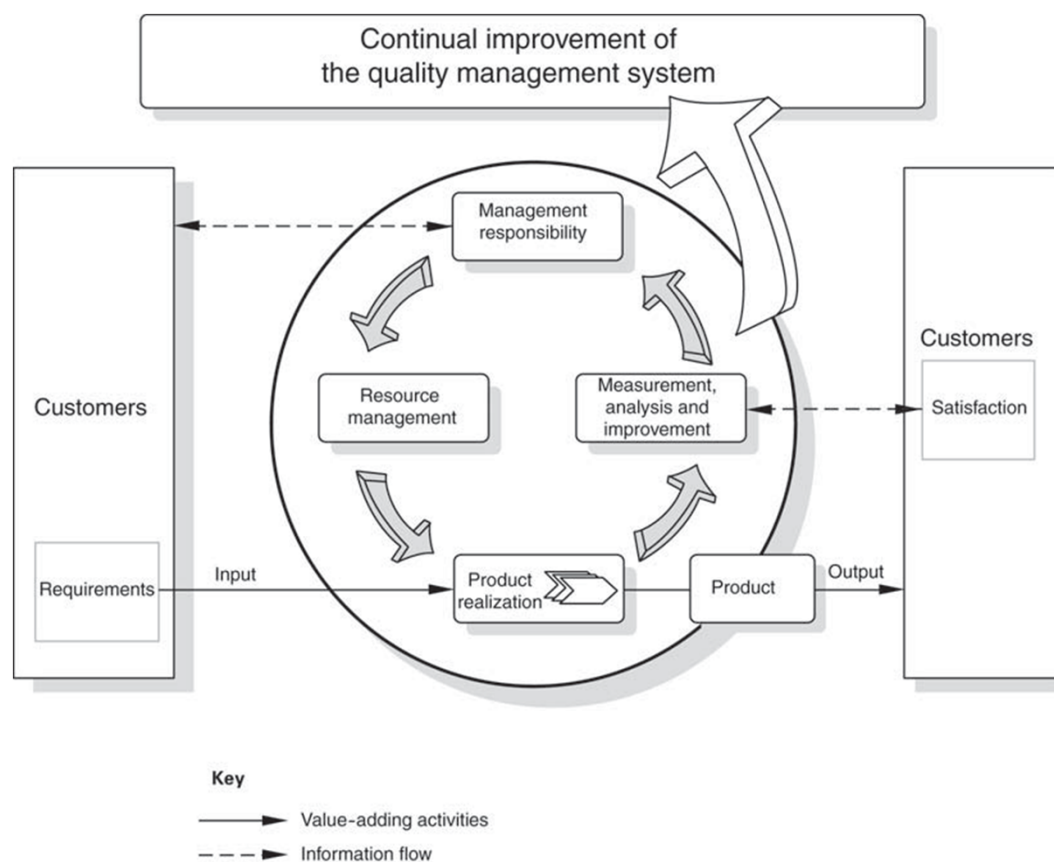 Continual improvement of
the quality management system
Management
responsibility
Customers
Resource
management
Measurement,
analysis and
improvement
Customers
Satisfaction
Requirements
Input
Product
realization
Product
Output
Key
Value-adding activities
Information flow